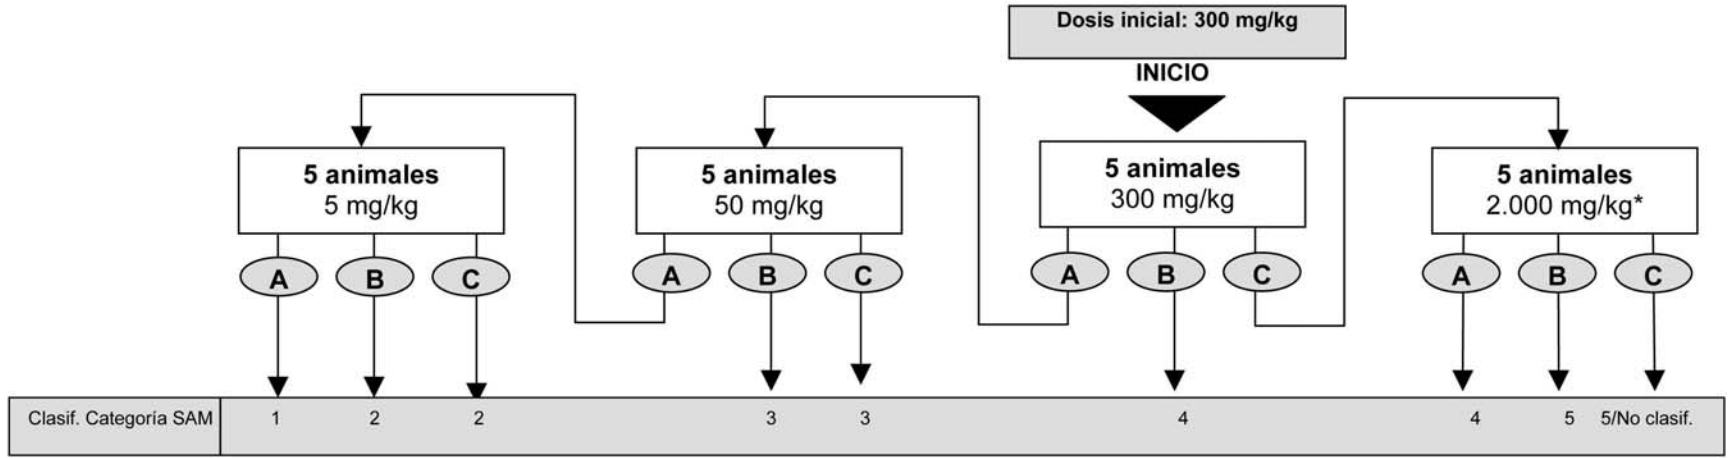 Dosis inicial: 300 mg/kg
INICIO
5 animales
5 mg/kg
5 animales
50 mg/kg
5 animales
300 mg/kg
5 animales
2.000 mg/kg*
A B C
A B C
A B C
A B C
Clasif. Categoría SAM 1 2 2 3 3 4 4 5 5/No clasif.